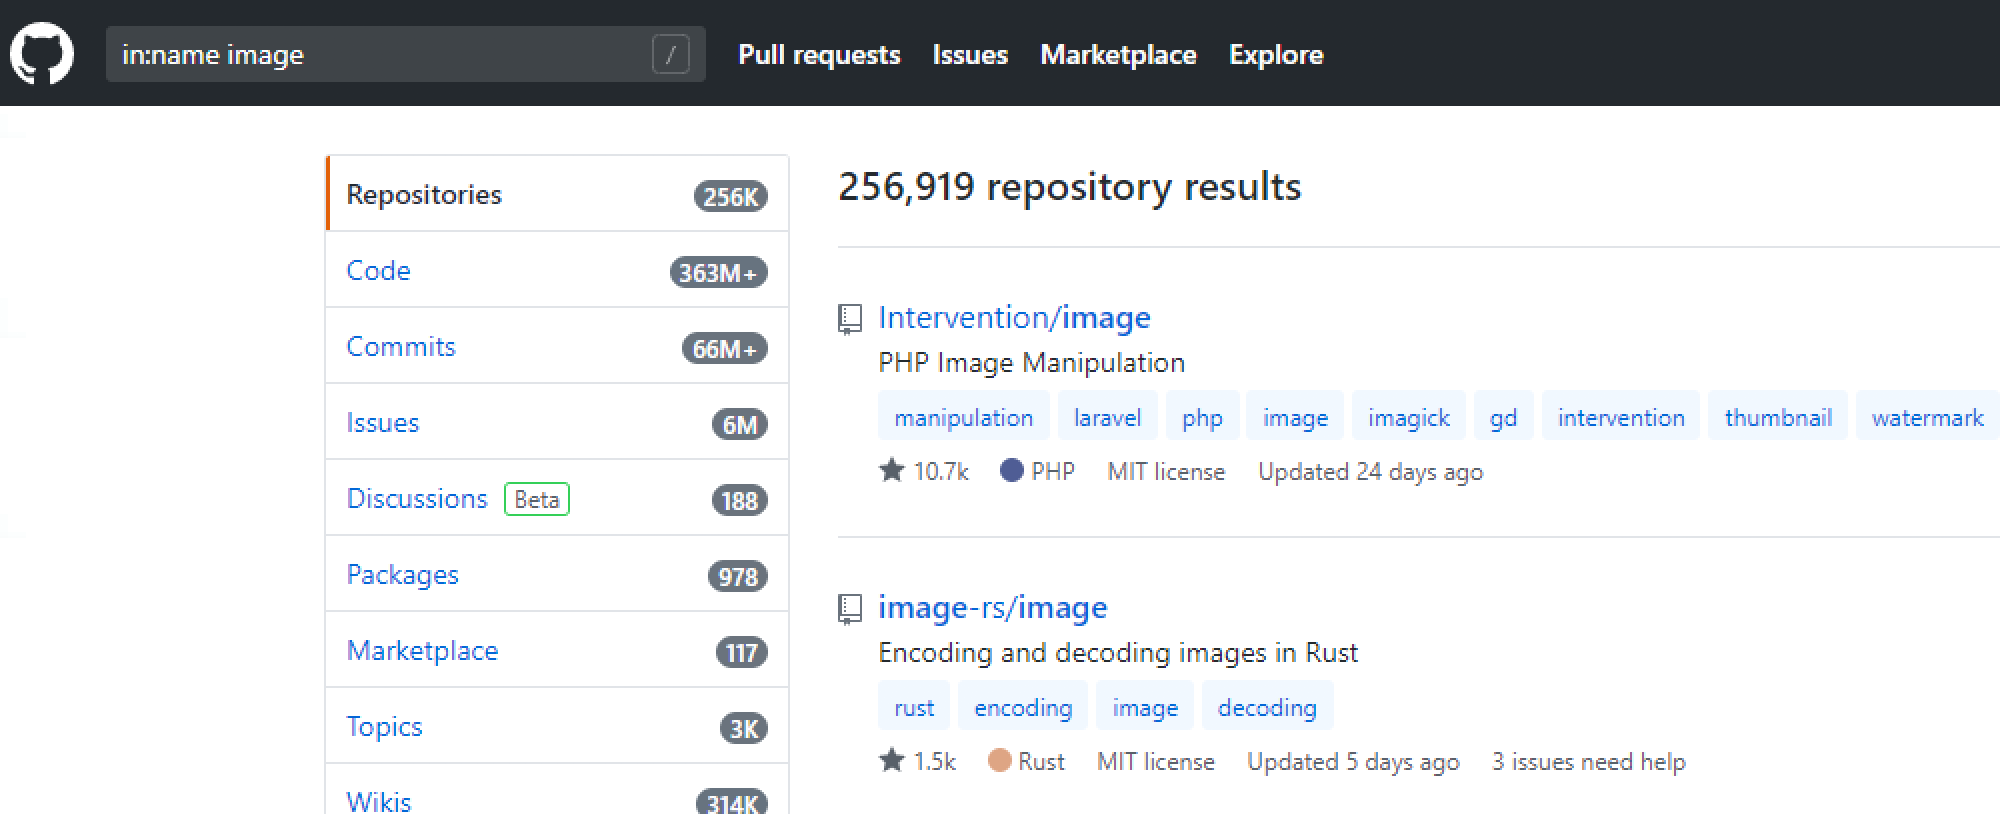 in:name image / Pull requests Issues Marketplace Explore
Repositories 256K
Code 363M+
Commits 66M+
Issues 6M
Discussions Beta 188
Packages 978
Marketplace 117
Topics 3K
Wikis 314K
256,919 repository results
Intervention/image
PHP Image Manipulation
manipulation laravel php image imagick gd intervention thumbnail watermark
10.7k PHP MIT license Updated 24 days ago
image-rs/image
Encoding and decoding images in Rust
rust encoding image decoding
1.5k Rust MIT license Updated 5 days ago 3 issues need help